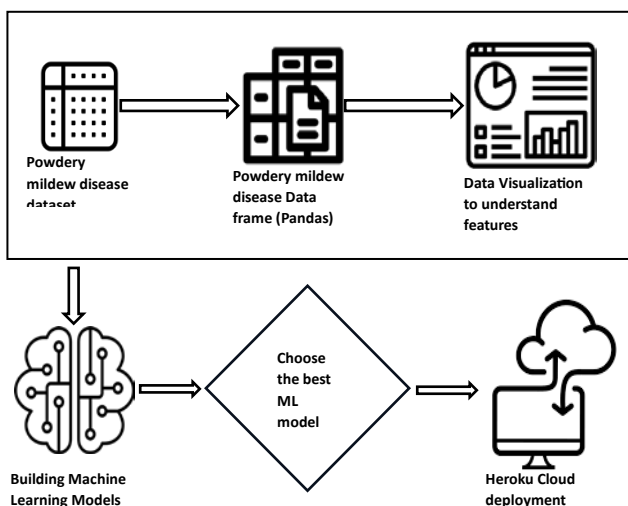 Powdery
mildew disease
dataset
Powdery mildew
disease Data
frame (Pandas)
Data Visualization
to understand
features
Choose
the best
ML
model
Building Machine
Learning Models
Heroku Cloud
deployment